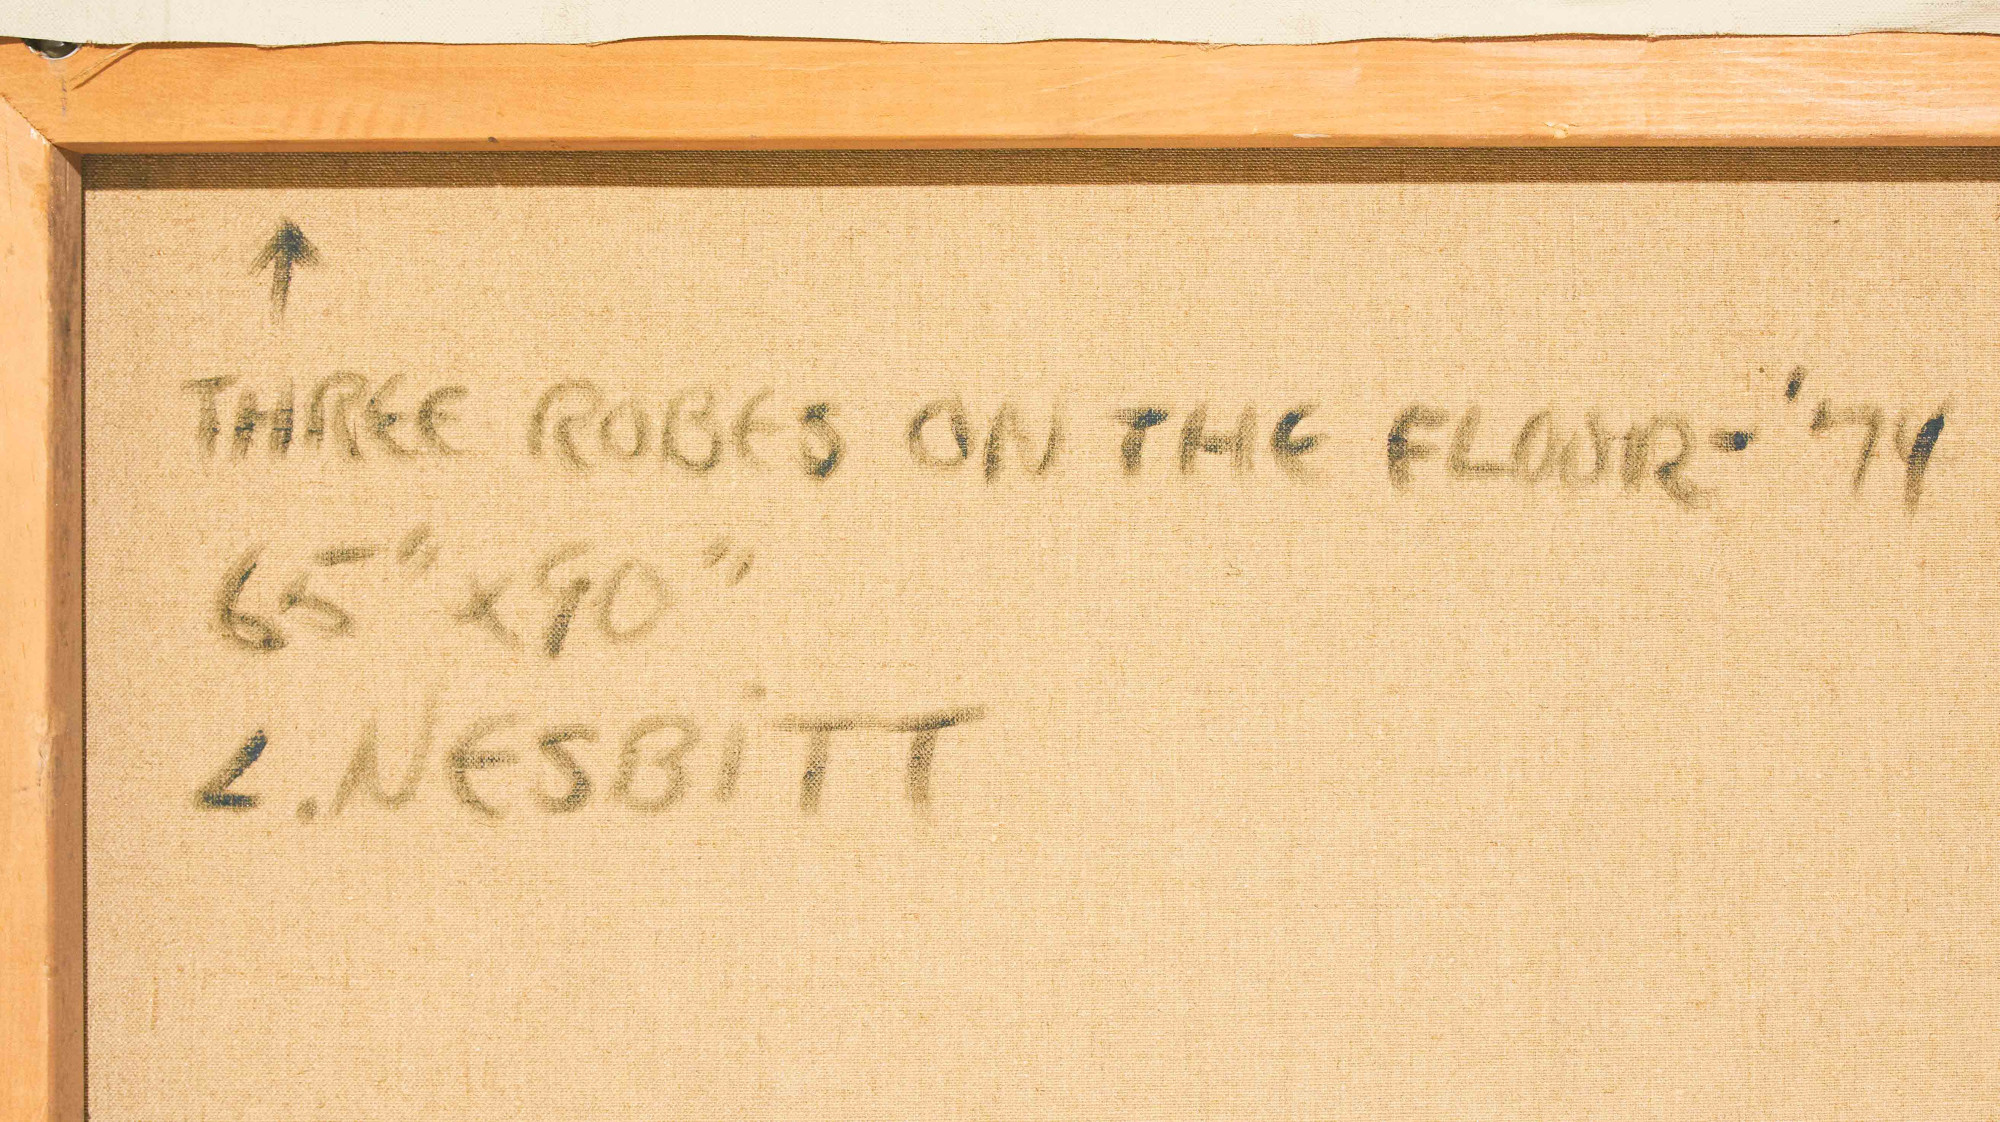 ↑
THREE ROBES ON THE FLOOR - '74
65" x 90"
L. NESBITT